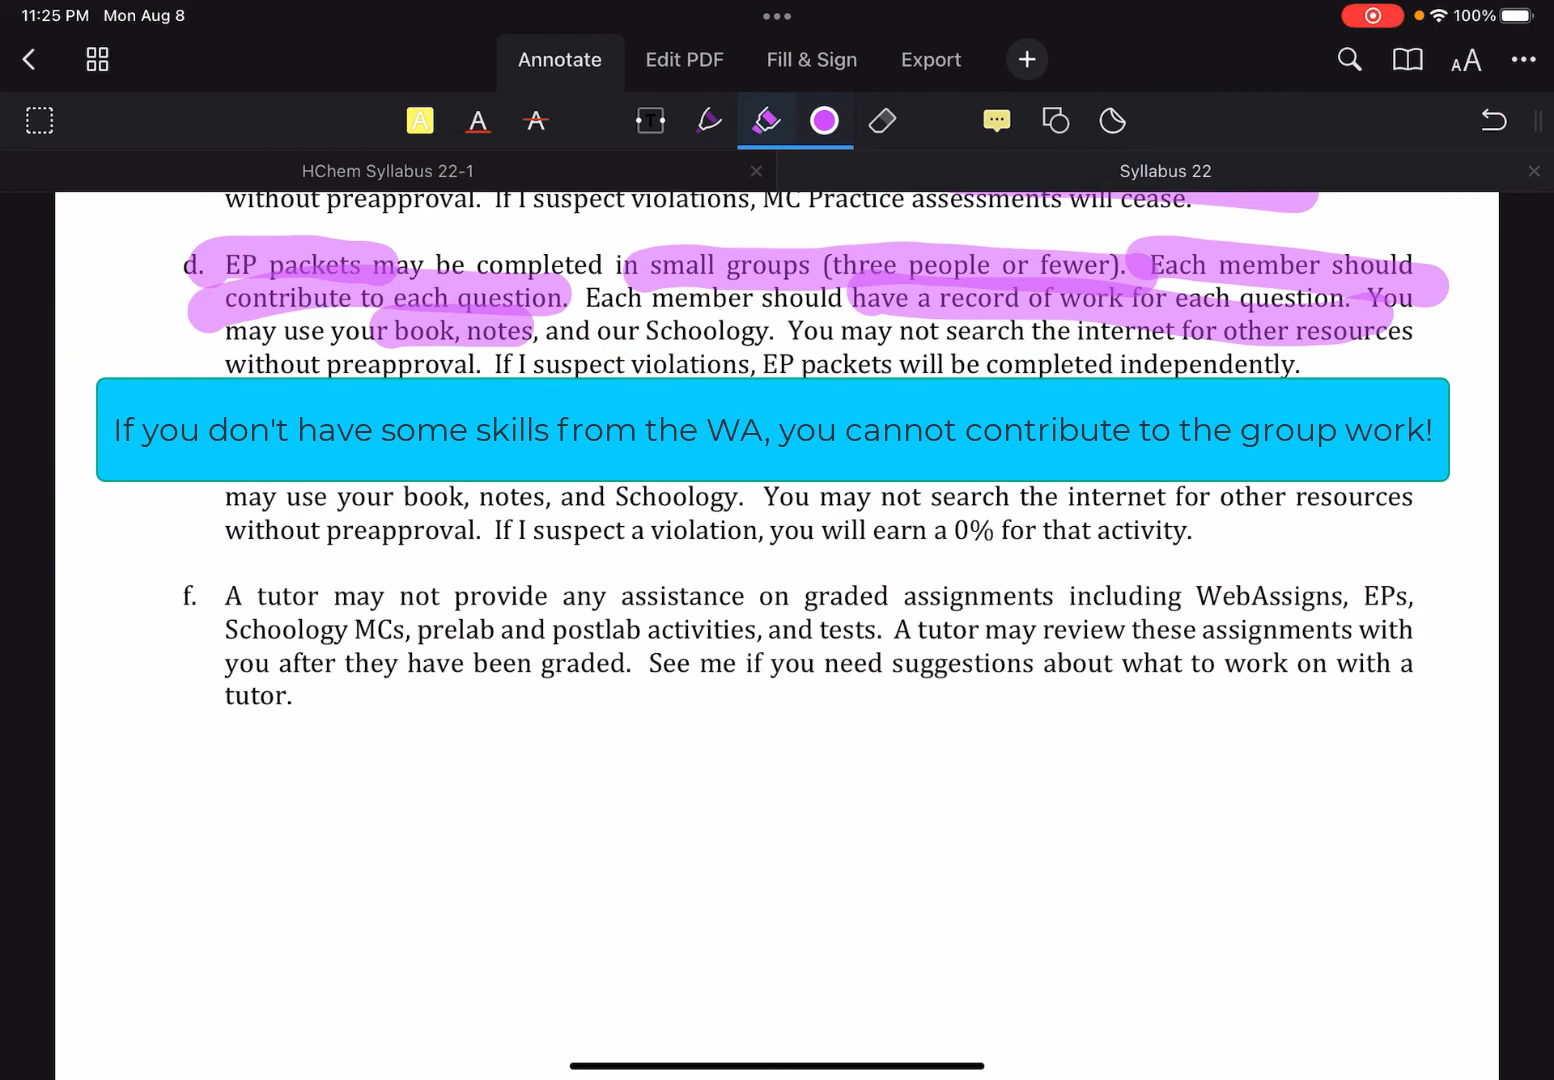 11:25 PM Mon Aug 8
100%
Annotate Edit PDF Fill & Sign Export
HChem Syllabus 22-1 Syllabus 22
without preapproval. If I suspect violations, MC Practice assessments will cease.
d. EP packets may be completed in small groups (three people or fewer). Each member should
contribute to each question. Each member should have a record of work for each question. You
may use your book, notes, and our Schoology. You may not search the internet for other resources
without preapproval. If I suspect violations, EP packets will be completed independently.
If you don't have some skills from the WA, you cannot contribute to the group work!
may use your book, notes, and Schoology. You may not search the internet for other resources
without preapproval. If I suspect a violation, you will earn a 0% for that activity.
f. A tutor may not provide any assistance on graded assignments including WebAssigns, EPs,
Schoology MCs, prelab and postlab activities, and tests. A tutor may review these assignments with
you after they have been graded. See me if you need suggestions about what to work on with a
tutor.